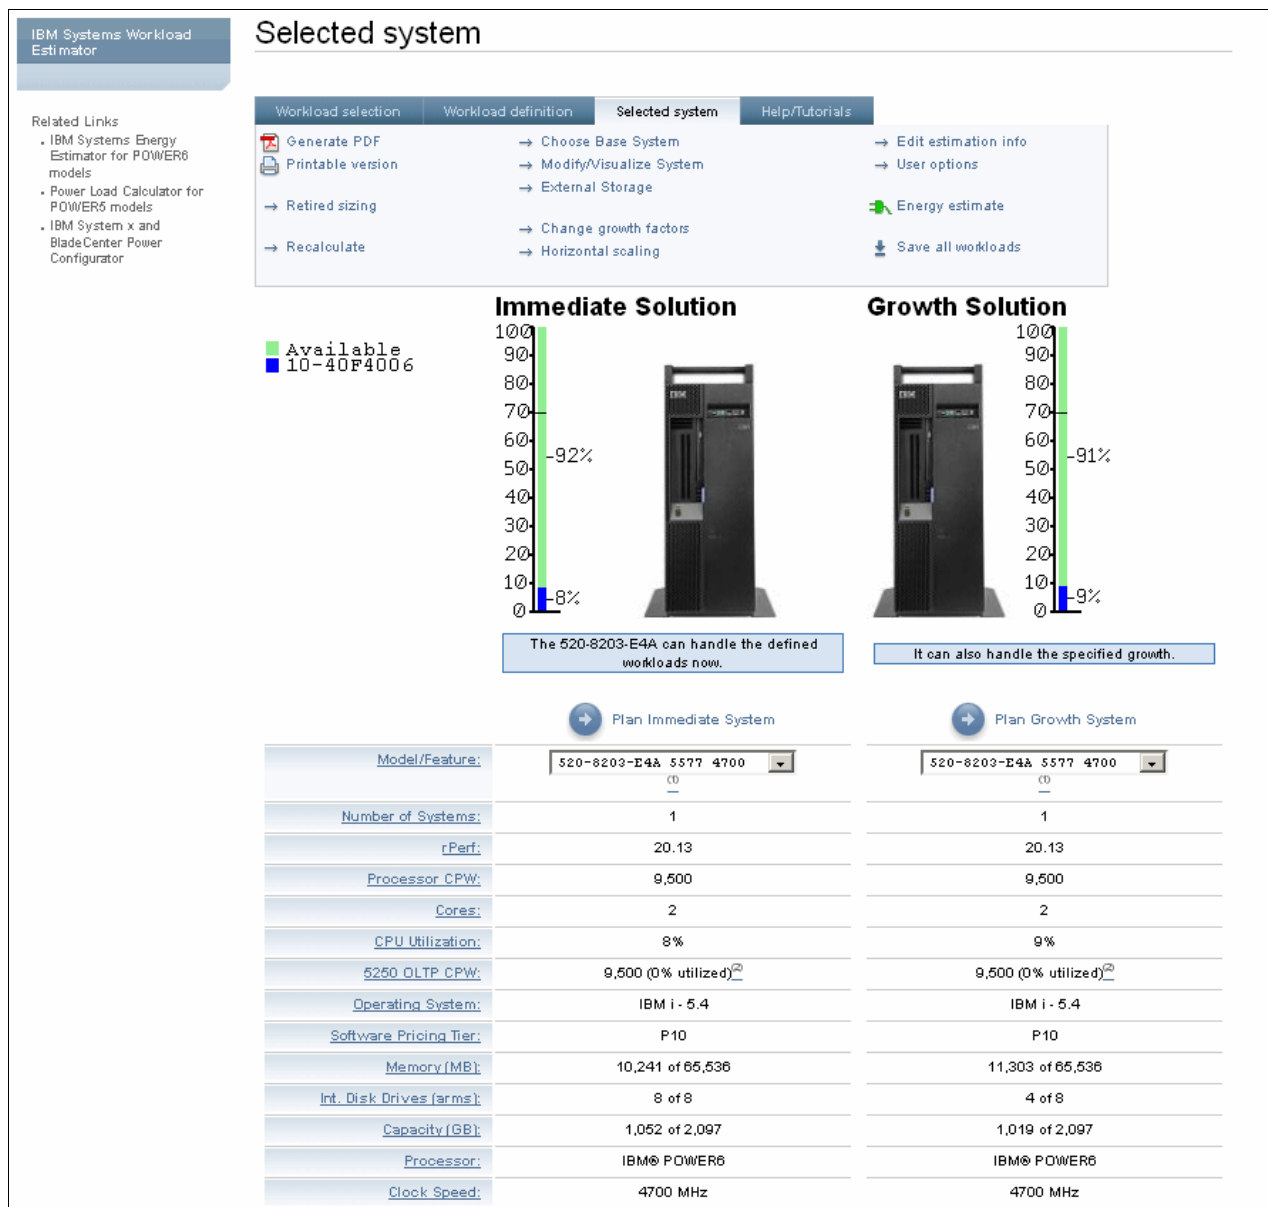 IBM Systems Workload
Estimator
Selected system
Related Links
• IBM Systems Energy
Estimator for POWER6
models
• Power Load Calculator for
POWER5 models
• IBM System x and
BladeCenter Power
Configurator
Workload selection Workload definition Selected system Help/Tutorials
Generate PDF → Choose Base System → Edit estimation info
Printable version → Modify/Visualize System → User options
→ External Storage
→ Retired sizing Energy estimate
→ Change growth factors
→ Recalculate Save all workloads
→ Horizontal scaling
Immediate Solution Growth Solution
Available
10-40F4006
100 100
90 90
80 80
70 70
60 60
92% 91%
50 50
40 40
30 30
20 20
10 10
8% 9%
0 0
IBM IBM
The 520-8203-E4A can handle the defined
workloads now.
It can also handle the specified growth.
Plan Immediate System Plan Growth System
Model/Feature: 520-8203-E4A 5577 4700 520-8203-E4A 5577 4700
(1) (1)
Number of Systems: 1 1
rPerf: 20.13 20.13
Processor CPW: 9,500 9,500
Cores: 2 2
CPU Utilization: 8% 9%
5250 OLTP CPW: 9,500 (0% utilized)(2) 9,500 (0% utilized)(2)
Operating System: IBM i - 5.4 IBM i - 5.4
Software Pricing Tier: P10 P10
Memory (MB): 10,241 of 65,536 11,303 of 65,536
Int. Disk Drives (arms): 8 of 8 4 of 8
Capacity (GB): 1,052 of 2,097 1,019 of 2,097
Processor: IBM® POWER6 IBM® POWER6
Clock Speed: 4700 MHz 4700 MHz